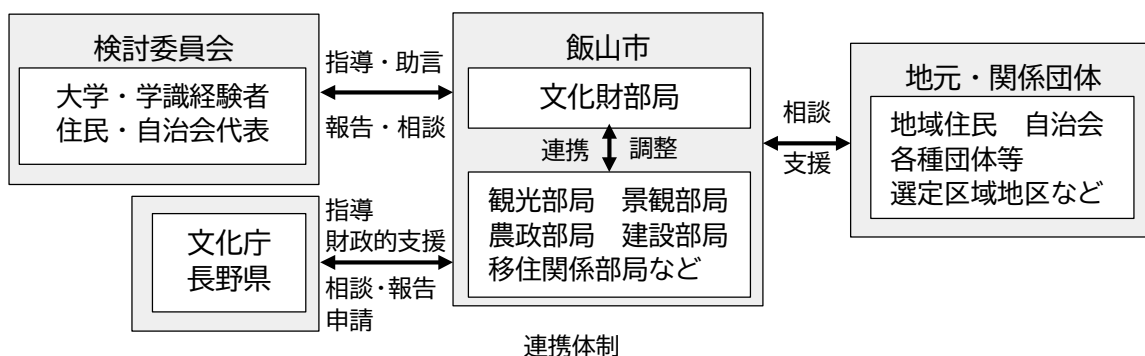 検討委員会
大学・学識経験者
住民・自治会代表
指導・助言
報告・相談
文化庁
長野県
指導
財政的支援
相談・報告
申請
飯山市
文化財部局
連携 調整
観光部局 景観部局
農政部局 建設部局
移住関係部局など
相談
支援
地元・関係団体
地域住民 自治会
各種団体等
選定区域地区など
連携体制